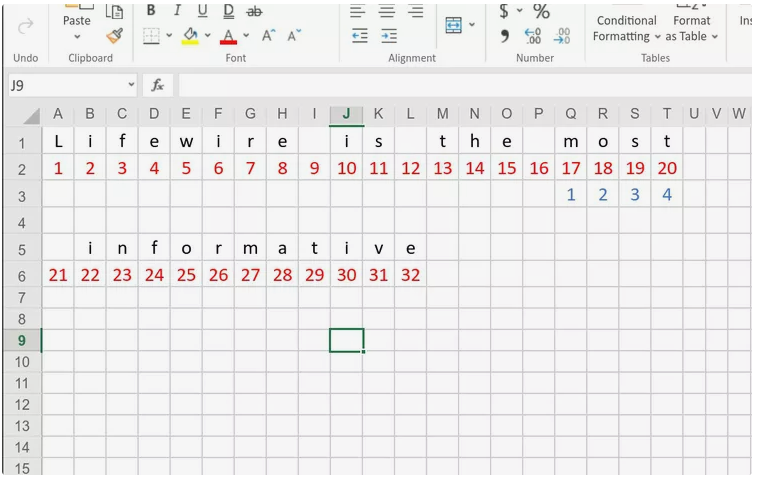 Paste
B I U D ab
$ %
Conditional Format
Formatting as Table
A A A
.00 .00
Undo Clipboard Font Alignment Number Tables
J9 fx
A B C D E F G H I J K L M N O P Q R S T U V W
1 L i f e w i r e i s t h e m o s t
2 1 2 3 4 5 6 7 8 9 10 11 12 13 14 15 16 17 18 19 20
3 1 2 3 4
4
5 i n f o r m a t i v e
6 21 22 23 24 25 26 27 28 29 30 31 32
7
8
9
10
11
12
13
14
15